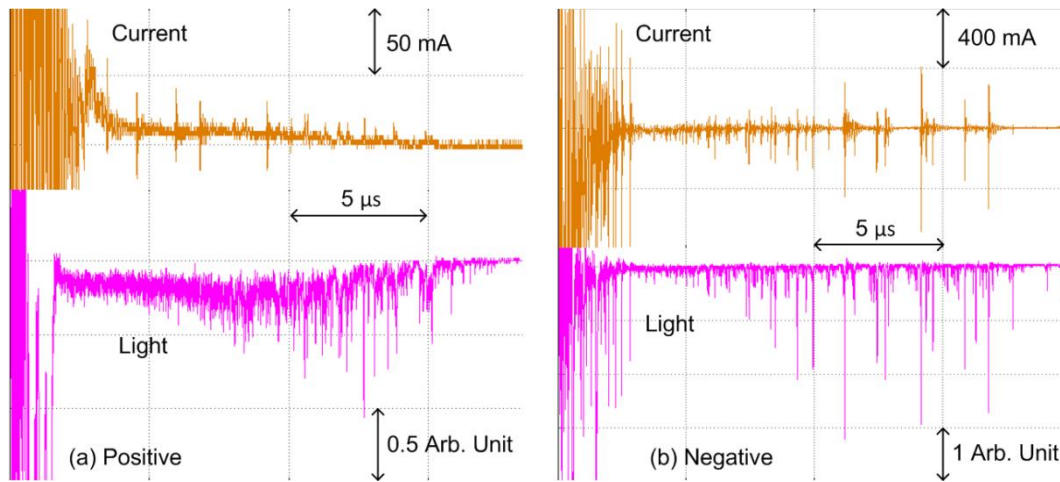 Current
50 mA
5 µs
Light
0.5 Arb. Unit
(a) Positive
Current
400 mA
5 µs
Light
1 Arb. Unit
(b) Negative